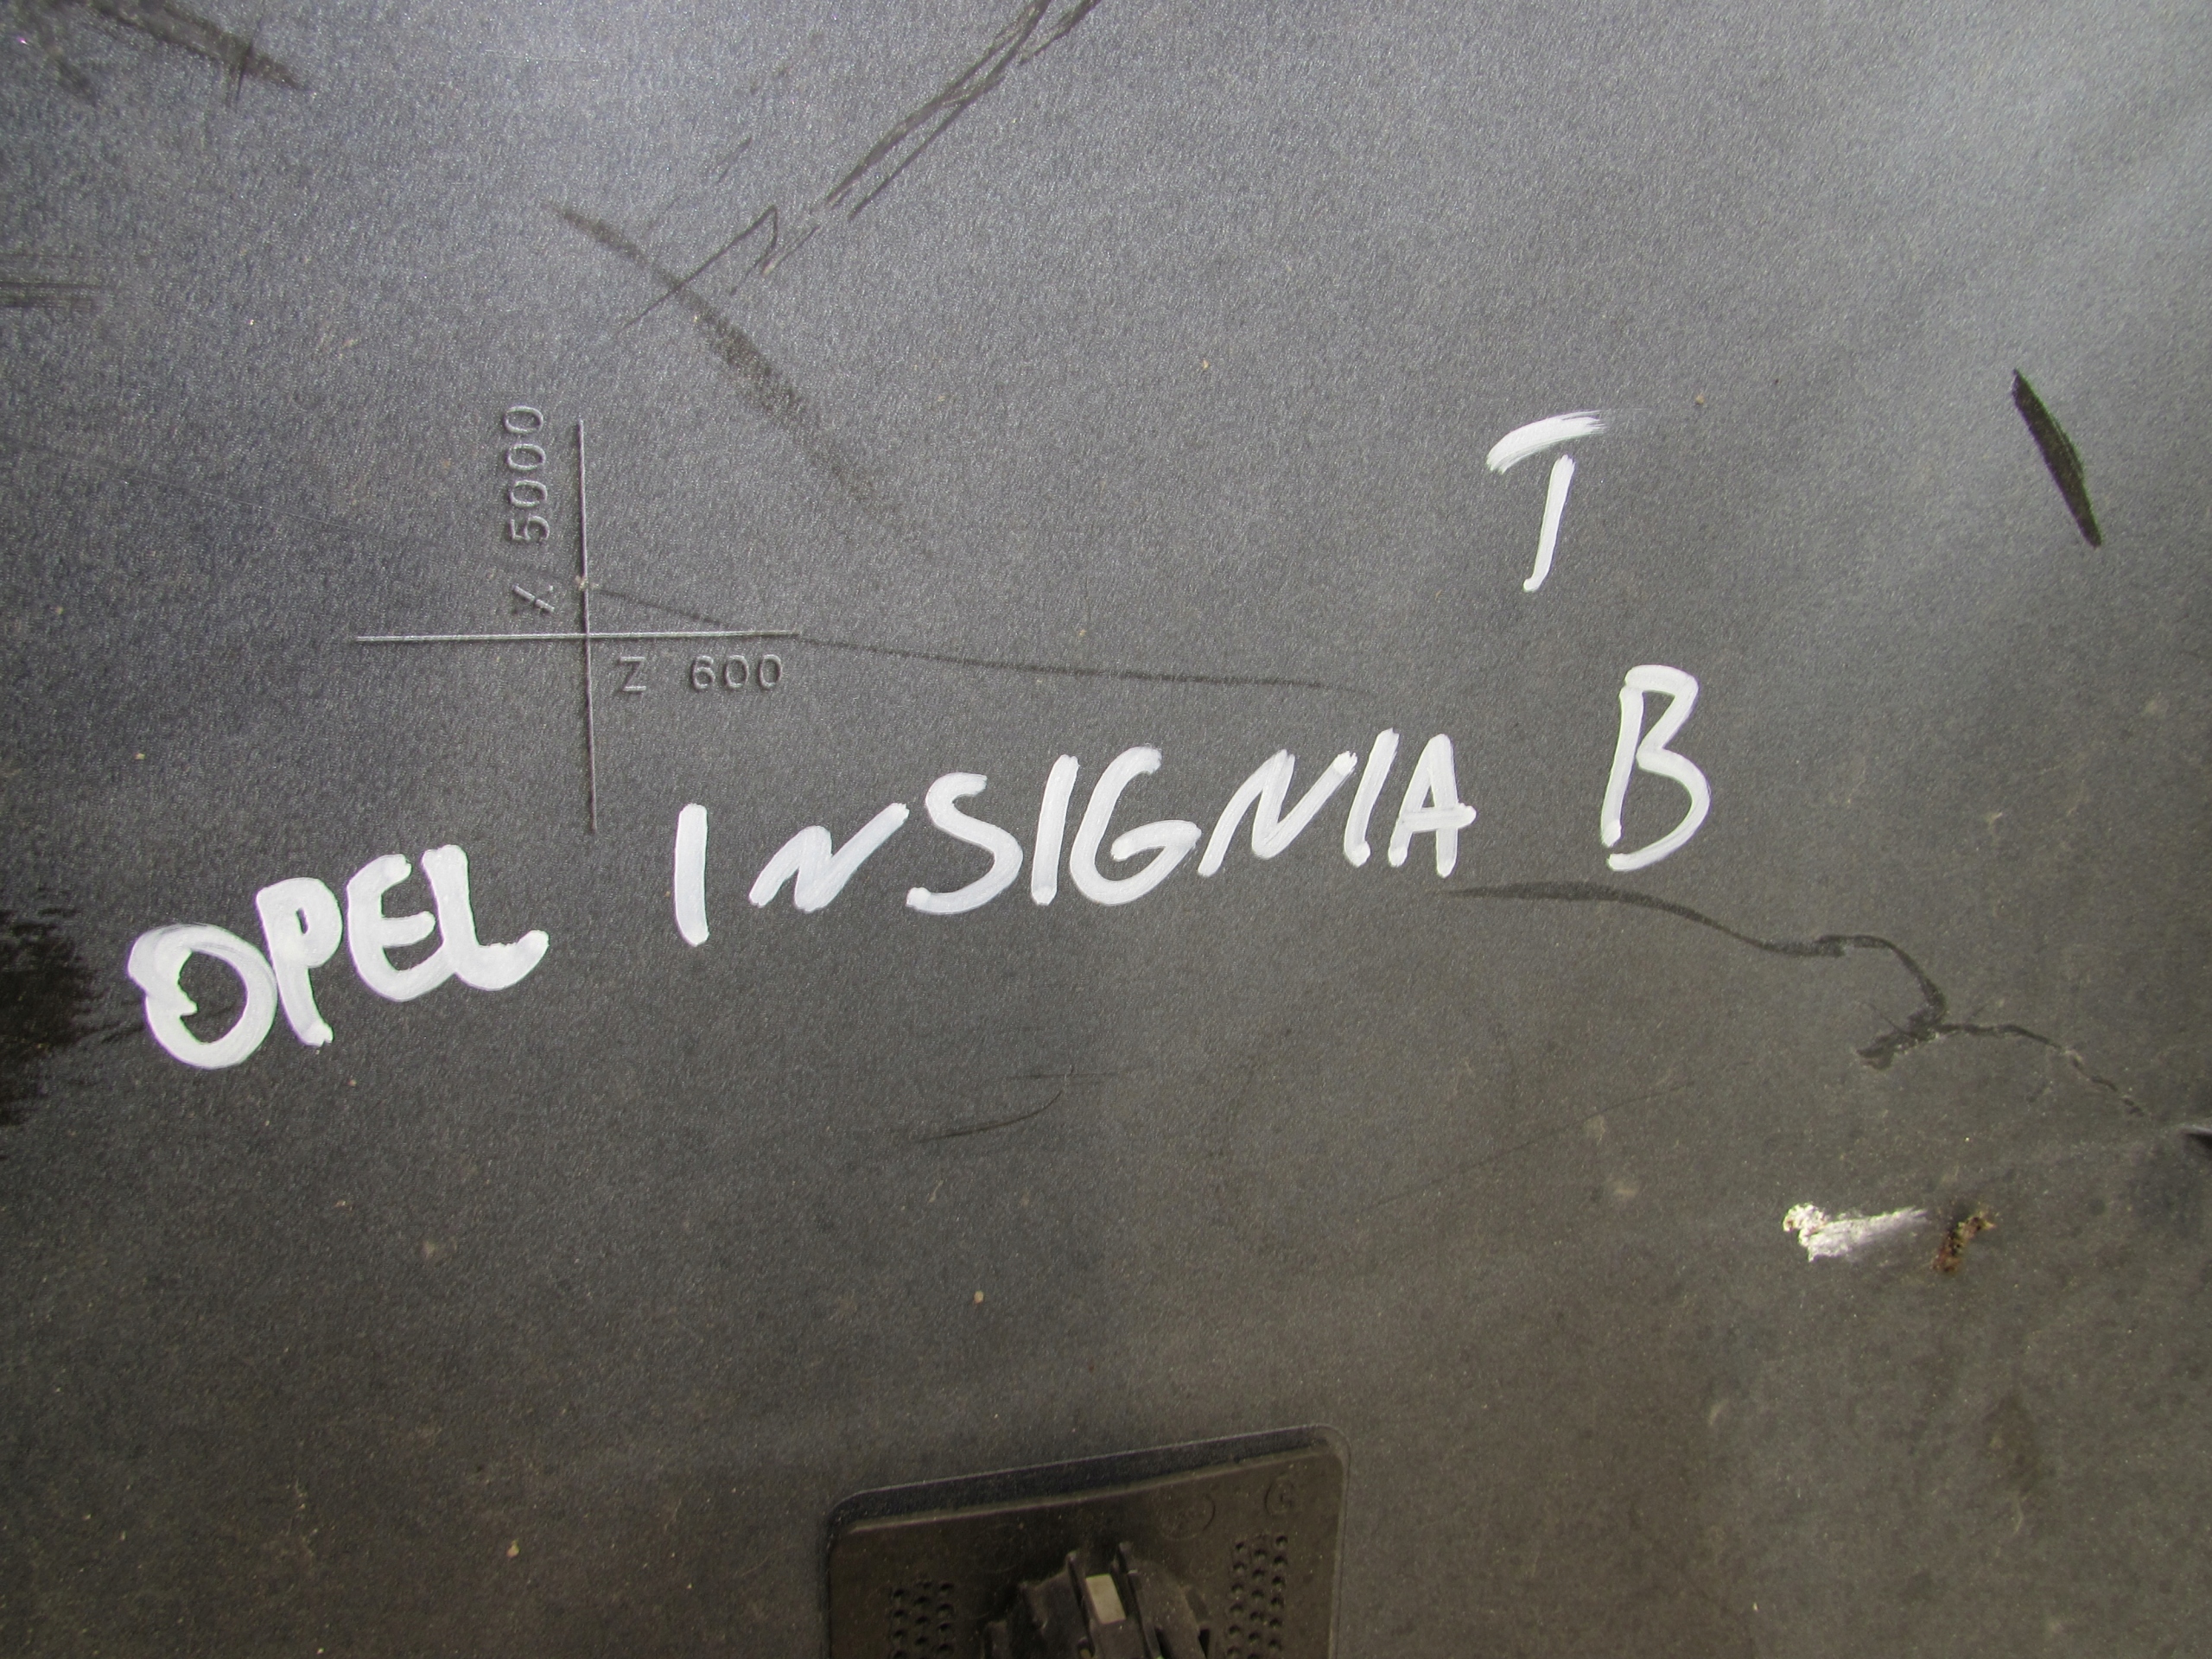 X 5000
Z 600
T
OPEL INSIGNIA B